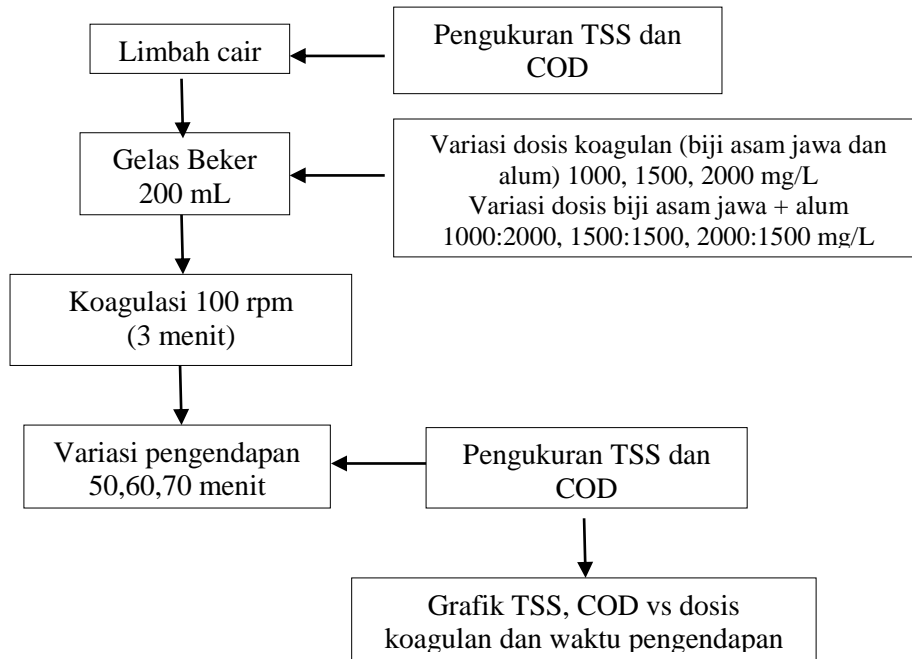 Limbah cair
Pengukuran TSS dan
COD
Gelas Beker
200 mL
Variasi dosis koagulan (biji asam jawa dan
alum) 1000, 1500, 2000 mg/L
Variasi dosis biji asam jawa + alum
1000:2000, 1500:1500, 2000:1500 mg/L
Koagulasi 100 rpm
(3 menit)
Variasi pengendapan
50,60,70 menit
Pengukuran TSS dan
COD
Grafik TSS, COD vs dosis
koagulan dan waktu pengendapan